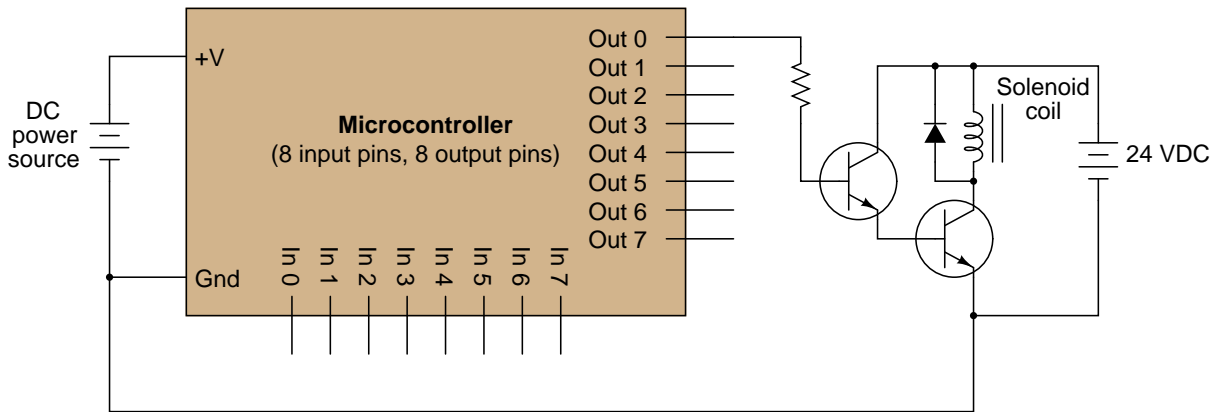 DC
power
source
+V
Gnd
Microcontroller
(8 input pins, 8 output pins)
Out 0
Out 1
Out 2
Out 3
Out 4
Out 5
Out 6
Out 7
In 0
In 1
In 2
In 3
In 4
In 5
In 6
In 7
Solenoid
coil
24 VDC